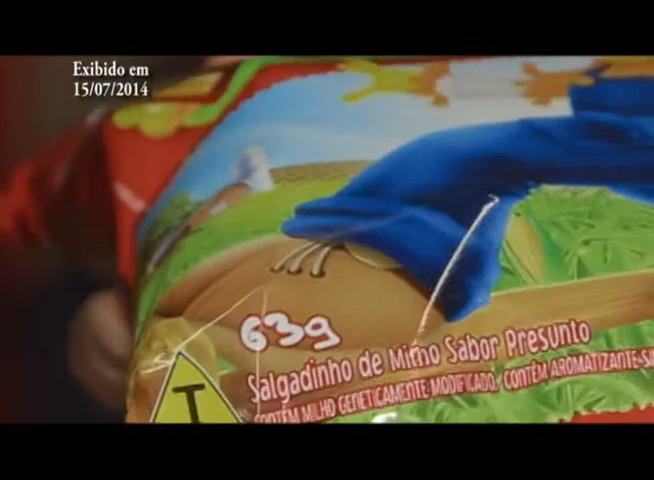 Exibido em
15/07/2014
63g
Salgadinho de Milho Sabor Presunto
CONTÉM MILHO GENETICAMENTE MODIFICADO. CONTÉM AROMATIZANTE
T